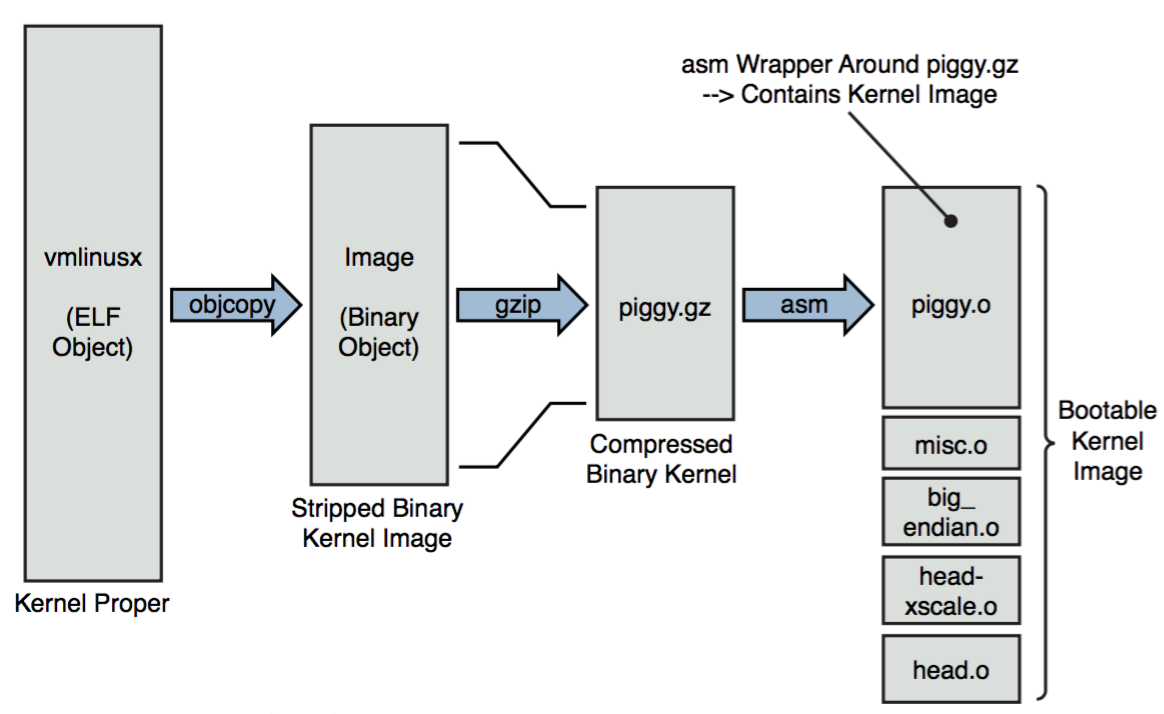 asm Wrapper Around piggy.gz
--> Contains Kernel Image
vmlinusx
(ELF
Object)
Kernel Proper
objcopy
Image
(Binary
Object)
Stripped Binary
Kernel Image
gzip
piggy.gz
Compressed
Binary Kernel
asm
piggy.o
misc.o
big_
endian.o
head-
xscale.o
head.o
Bootable
Kernel
Image